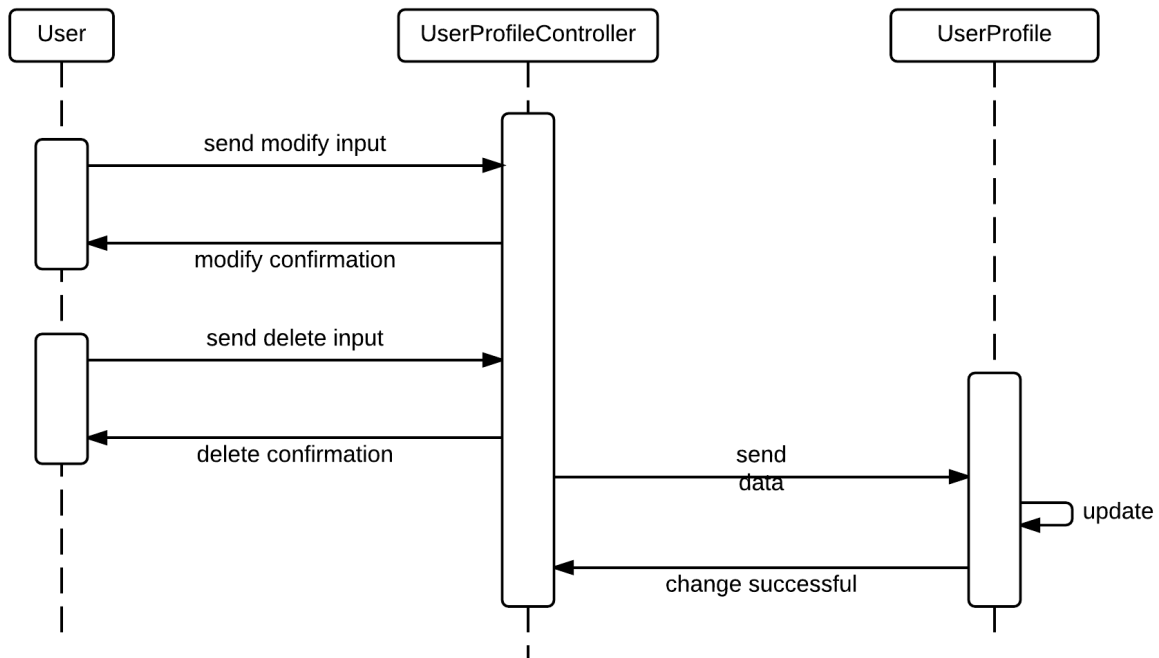 User
UserProfileController
UserProfile
send modify input
modify confirmation
send delete input
delete confirmation
send
data
update
change successful